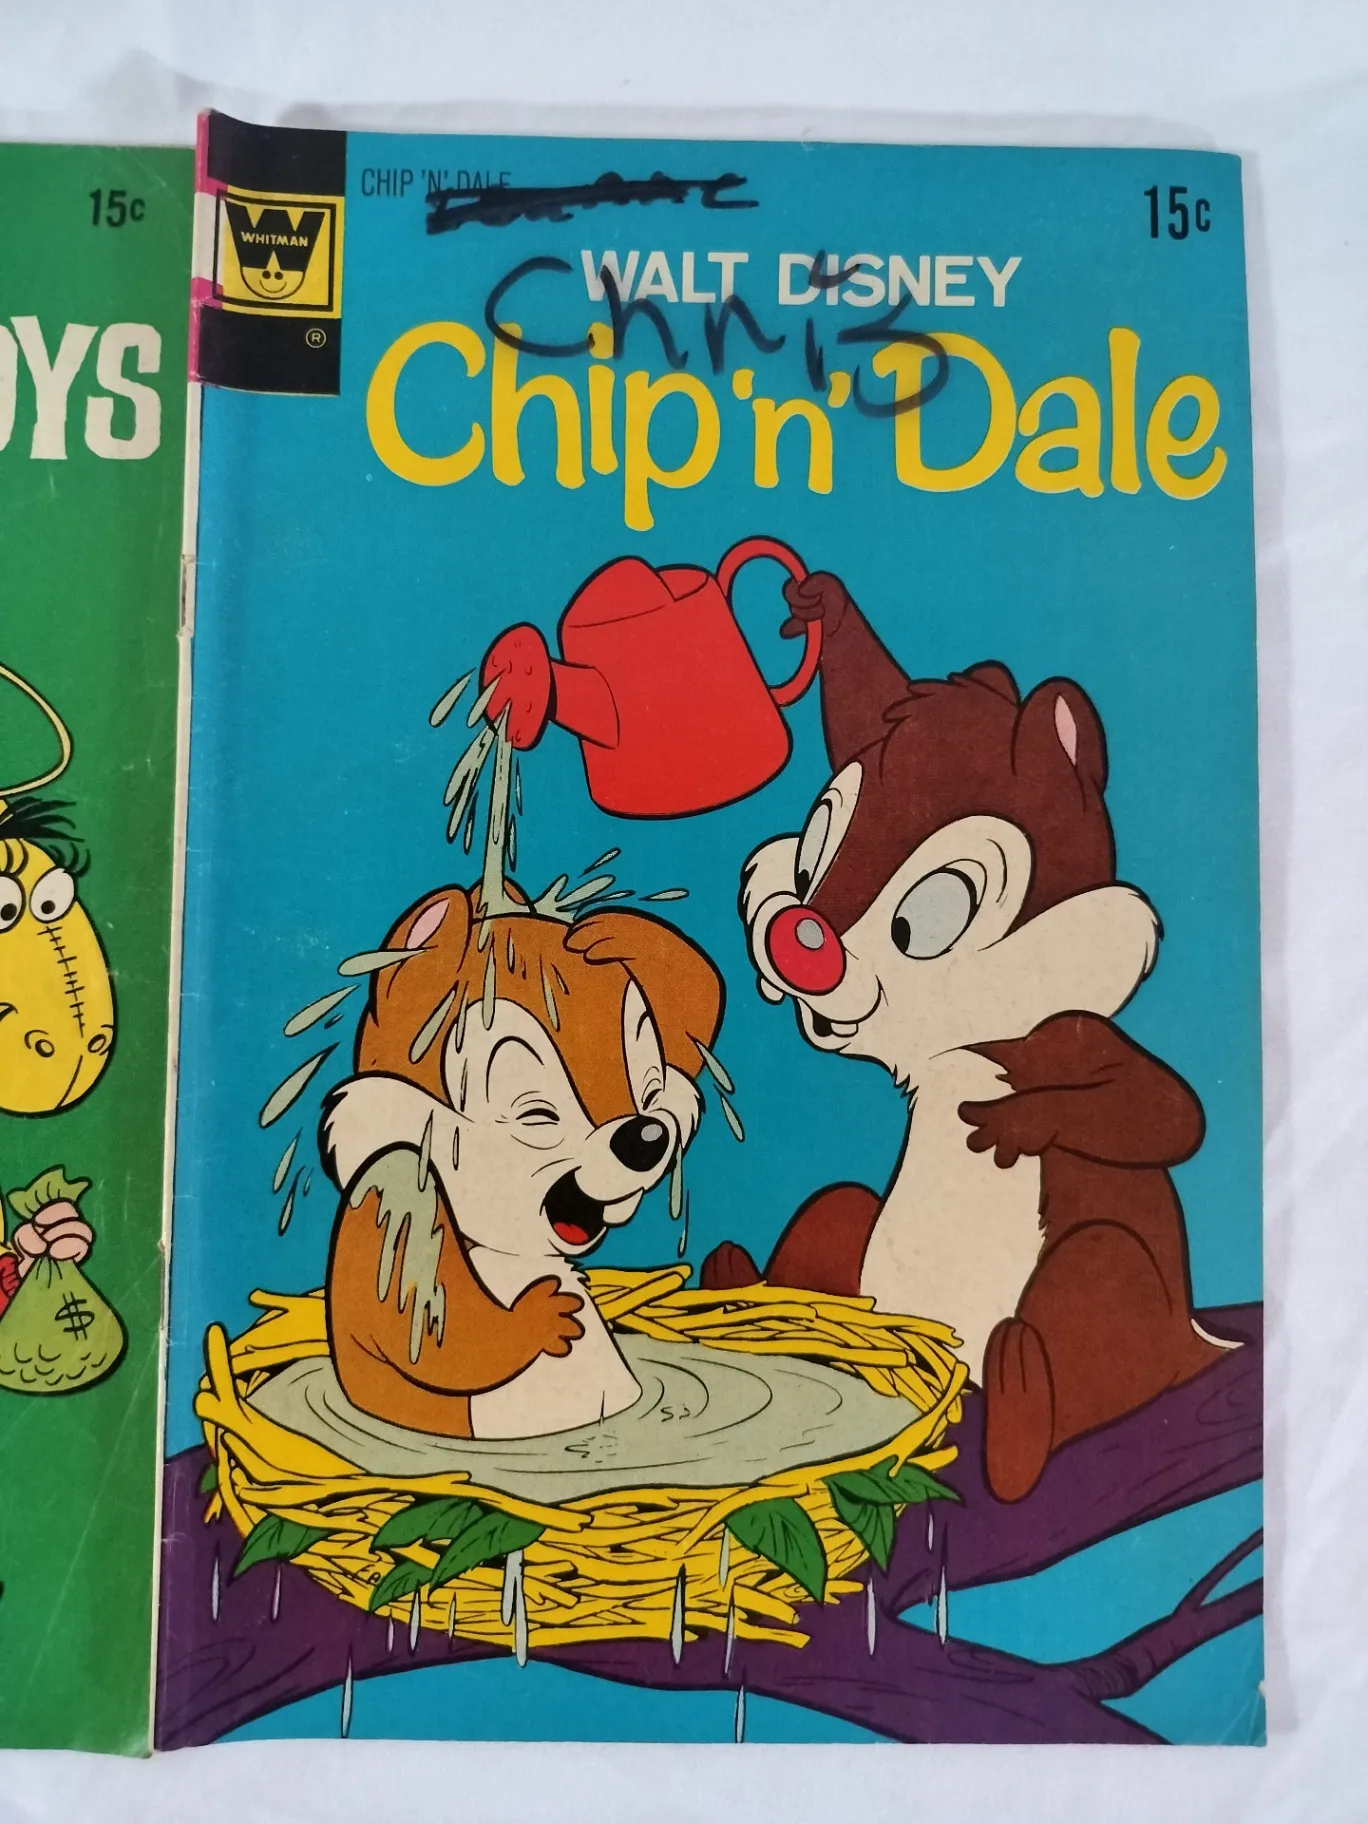 15c
OYS
$
WHITMAN
®
CHIP 'N' DALE
15c
WALT DISNEY
Chris
Chip 'n' Dale